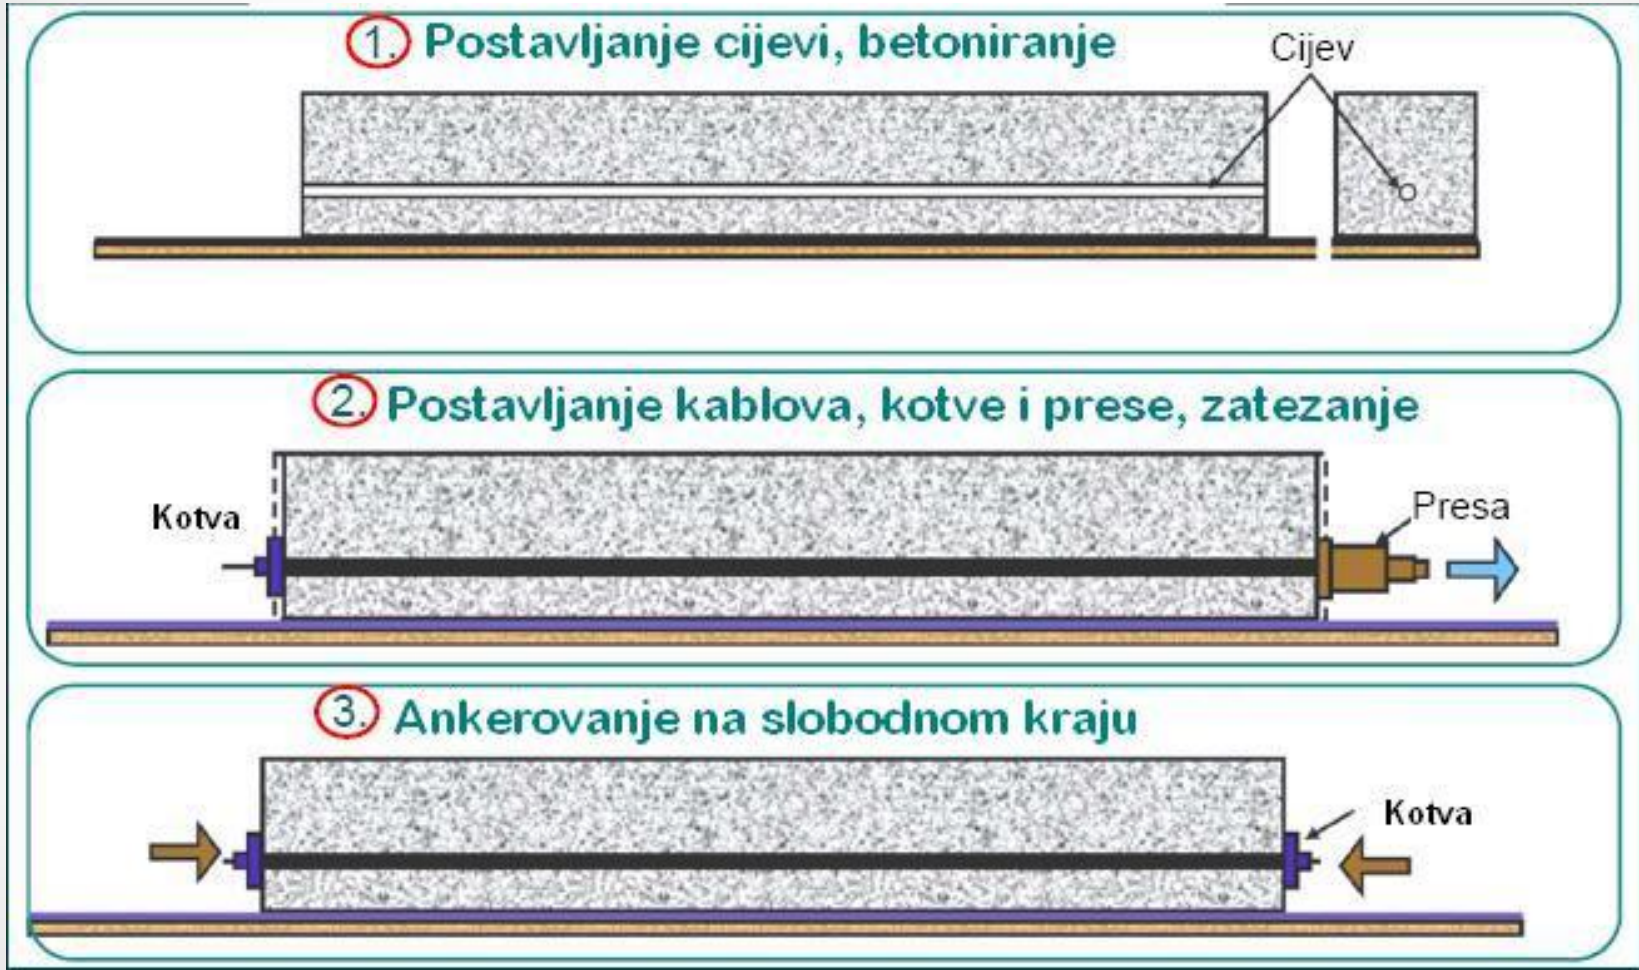 1. Postavljanje cijevi, betoniranje
Cijev
2. Postavljanje kablova, kotve i prese, zatezanje
Kotva
Presa
3. Ankerovanje na slobodnom kraju
Kotva